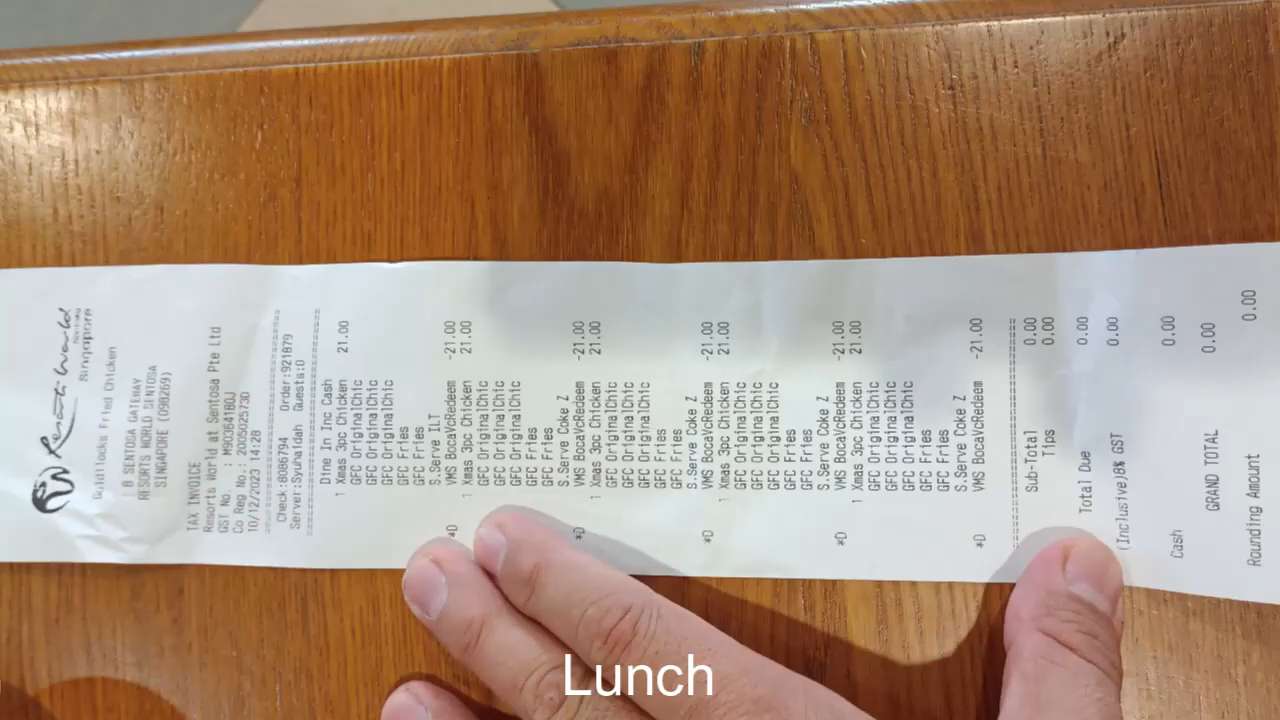 Resorts World
Sentosa
Singapore
Goldilocks Fried Chicken
8 SENTOSA GATEWAY
RESORTS WORLD SENTOSA
SINGAPORE (098269)
TAX INVOICE
Resorts World at Sentosa Pte Ltd
GST No. : M90364180J
Co Reg No.: 200502573D
10/12/2023 14:28
Check:8086794 Order:921879
Server:Syuhaidah Guests:0
Dine In Inc Cash
1 Xmas 3pc Chicken 21.00
GFC OriginalChic
GFC OriginalChic
GFC OriginalChic
GFC Fries
GFC Fries
S.Serve ILT
*D VMS BocaVcRedeem -21.00
1 Xmas 3pc Chicken 21.00
GFC OriginalChic
GFC OriginalChic
GFC OriginalChic
GFC Fries
GFC Fries
S.Serve Coke Z
*D VMS BocaVcRedeem -21.00
1 Xmas 3pc Chicken 21.00
GFC OriginalChic
GFC OriginalChic
GFC OriginalChic
GFC Fries
GFC Fries
S.Serve Coke Z
*D VMS BocaVcRedeem -21.00
1 Xmas 3pc Chicken 21.00
GFC OriginalChic
GFC OriginalChic
GFC OriginalChic
GFC Fries
GFC Fries
S.Serve Coke Z
*D VMS BocaVcRedeem -21.00
1 Xmas 3pc Chicken 21.00
GFC OriginalChic
GFC OriginalChic
GFC OriginalChic
GFC Fries
GFC Fries
S.Serve Coke Z
*D VMS BocaVcRedeem -21.00
Sub-Total 0.00
Tips 0.00
Total Due 0.00
(Inclusive)8% GST 0.00
Cash 0.00
GRAND TOTAL 0.00
Rounding Amount 0.00
Lunch